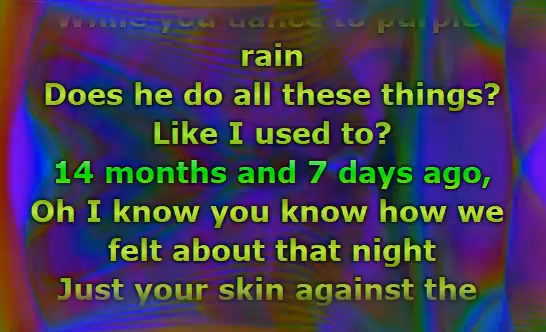 While you dance to purple
rain
Does he do all these things?
Like I used to?
14 months and 7 days ago,
Oh I know you know how we
felt about that night
Just your skin against the